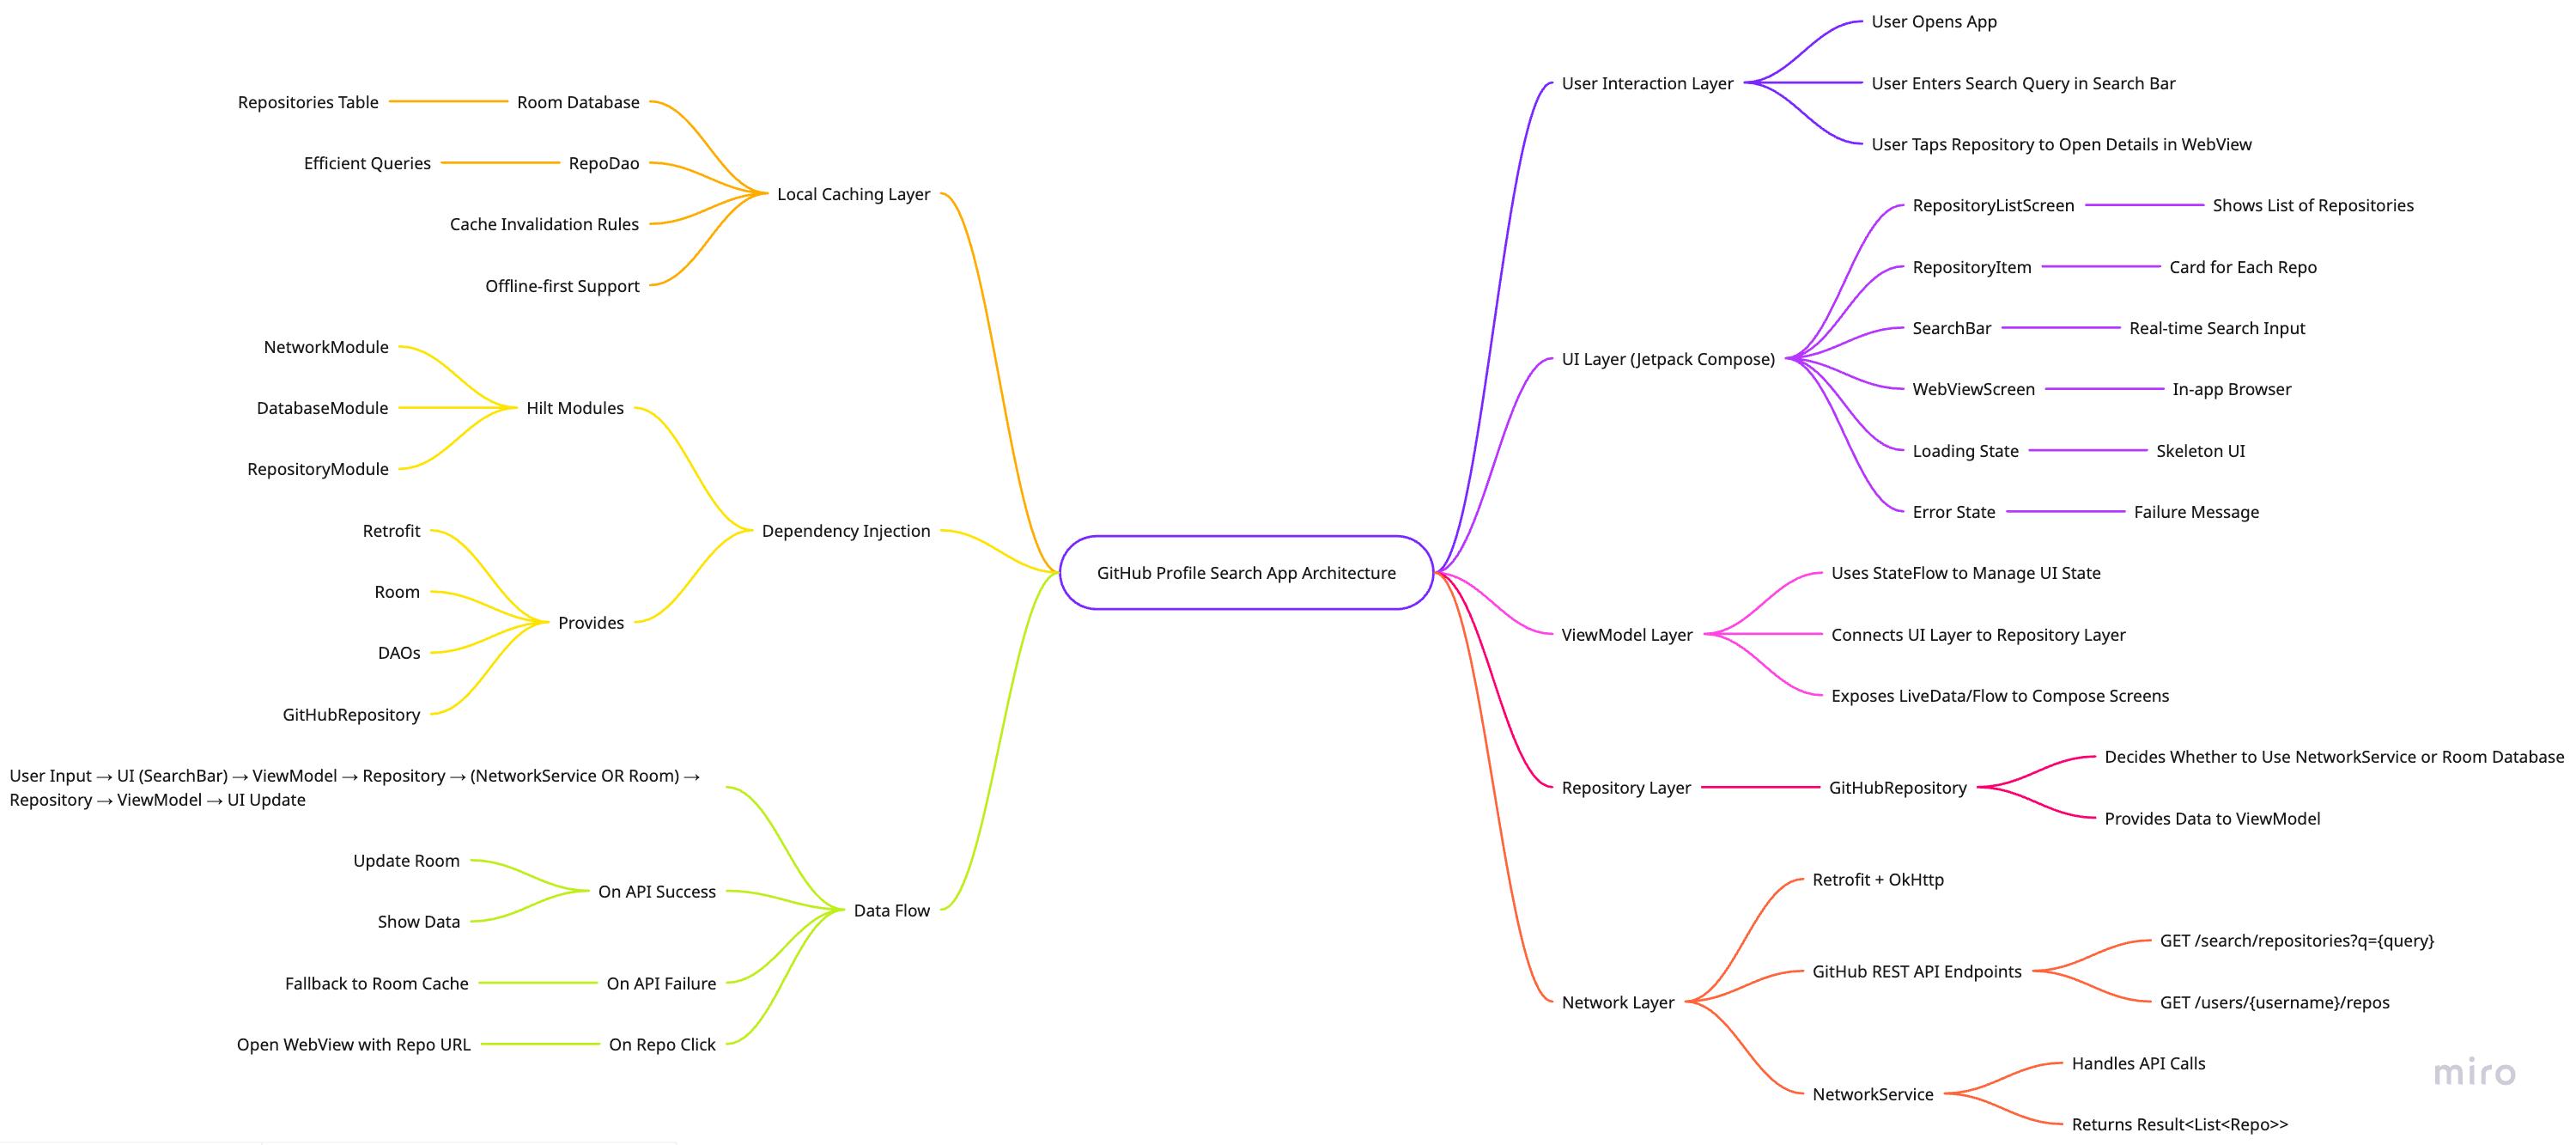 GitHub Profile Search App Architecture
User Interaction Layer
User Opens App
User Enters Search Query in Search Bar
User Taps Repository to Open Details in WebView
UI Layer (Jetpack Compose)
RepositoryListScreen
Shows List of Repositories
RepositoryItem
Card for Each Repo
SearchBar
Real-time Search Input
WebViewScreen
In-app Browser
Loading State
Skeleton UI
Error State
Failure Message
ViewModel Layer
Uses StateFlow to Manage UI State
Connects UI Layer to Repository Layer
Exposes LiveData/Flow to Compose Screens
Repository Layer
GitHubRepository
Decides Whether to Use NetworkService or Room Database
Provides Data to ViewModel
Network Layer
Retrofit + OkHttp
GitHub REST API Endpoints
GET /search/repositories?q={query}
GET /users/{username}/repos
NetworkService
Handles API Calls
Returns Result<List<Repo>>
Local Caching Layer
Room Database
Repositories Table
RepoDao
Efficient Queries
Cache Invalidation Rules
Offline-first Support
Dependency Injection
Hilt Modules
NetworkModule
DatabaseModule
RepositoryModule
Provides
Retrofit
Room
DAOs
GitHubRepository
Data Flow
User Input → UI (SearchBar) → ViewModel → Repository → (NetworkService OR Room) →
Repository → ViewModel → UI Update
On API Success
Update Room
Show Data
On API Failure
Fallback to Room Cache
On Repo Click
Open WebView with Repo URL
miro